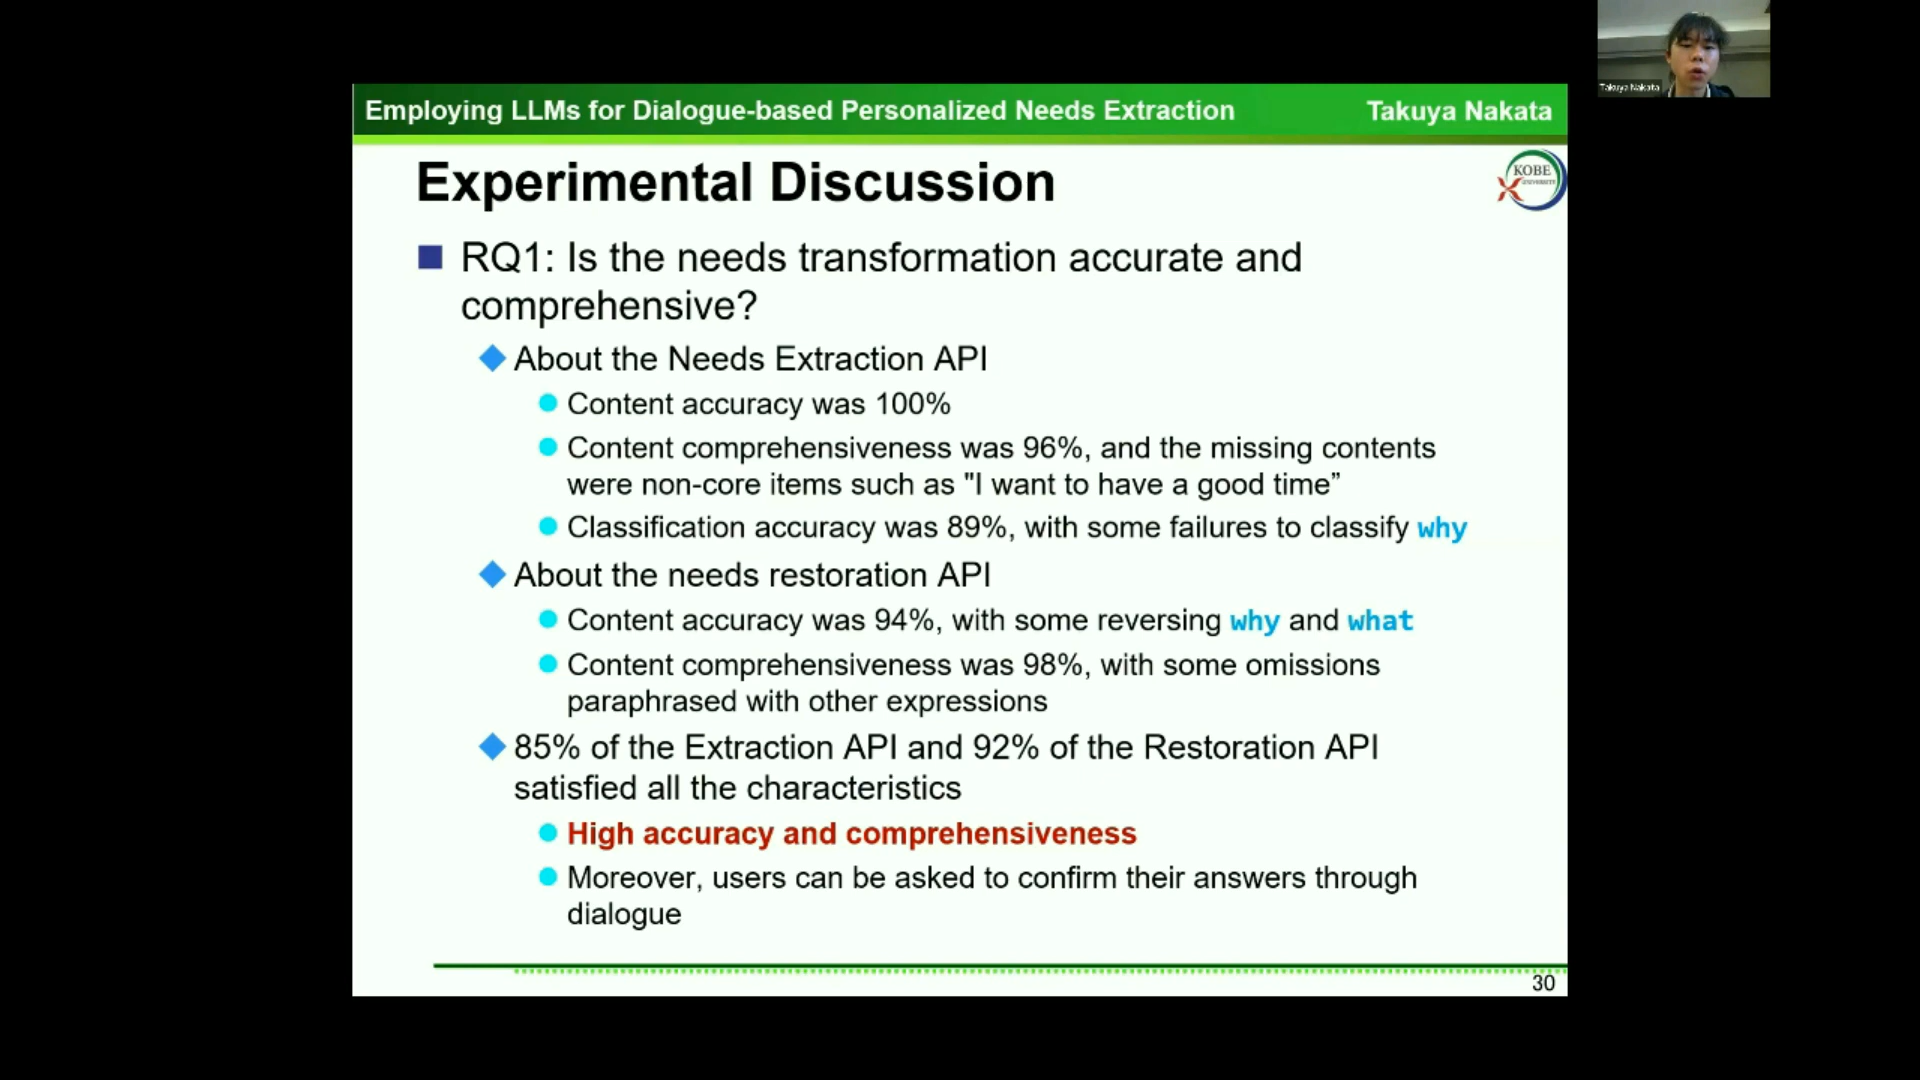 Takuya Nakata
Employing LLMs for Dialogue-based Personalized Needs Extraction
Takuya Nakata
Experimental Discussion
KOBE
UNIVERSITY
RQ1: Is the needs transformation accurate and
comprehensive?
About the Needs Extraction API
Content accuracy was 100%
Content comprehensiveness was 96%, and the missing contents
were non-core items such as "I want to have a good time”
Classification accuracy was 89%, with some failures to classify why
About the needs restoration API
Content accuracy was 94%, with some reversing why and what
Content comprehensiveness was 98%, with some omissions
paraphrased with other expressions
85% of the Extraction API and 92% of the Restoration API
satisfied all the characteristics
High accuracy and comprehensiveness
Moreover, users can be asked to confirm their answers through
dialogue
30